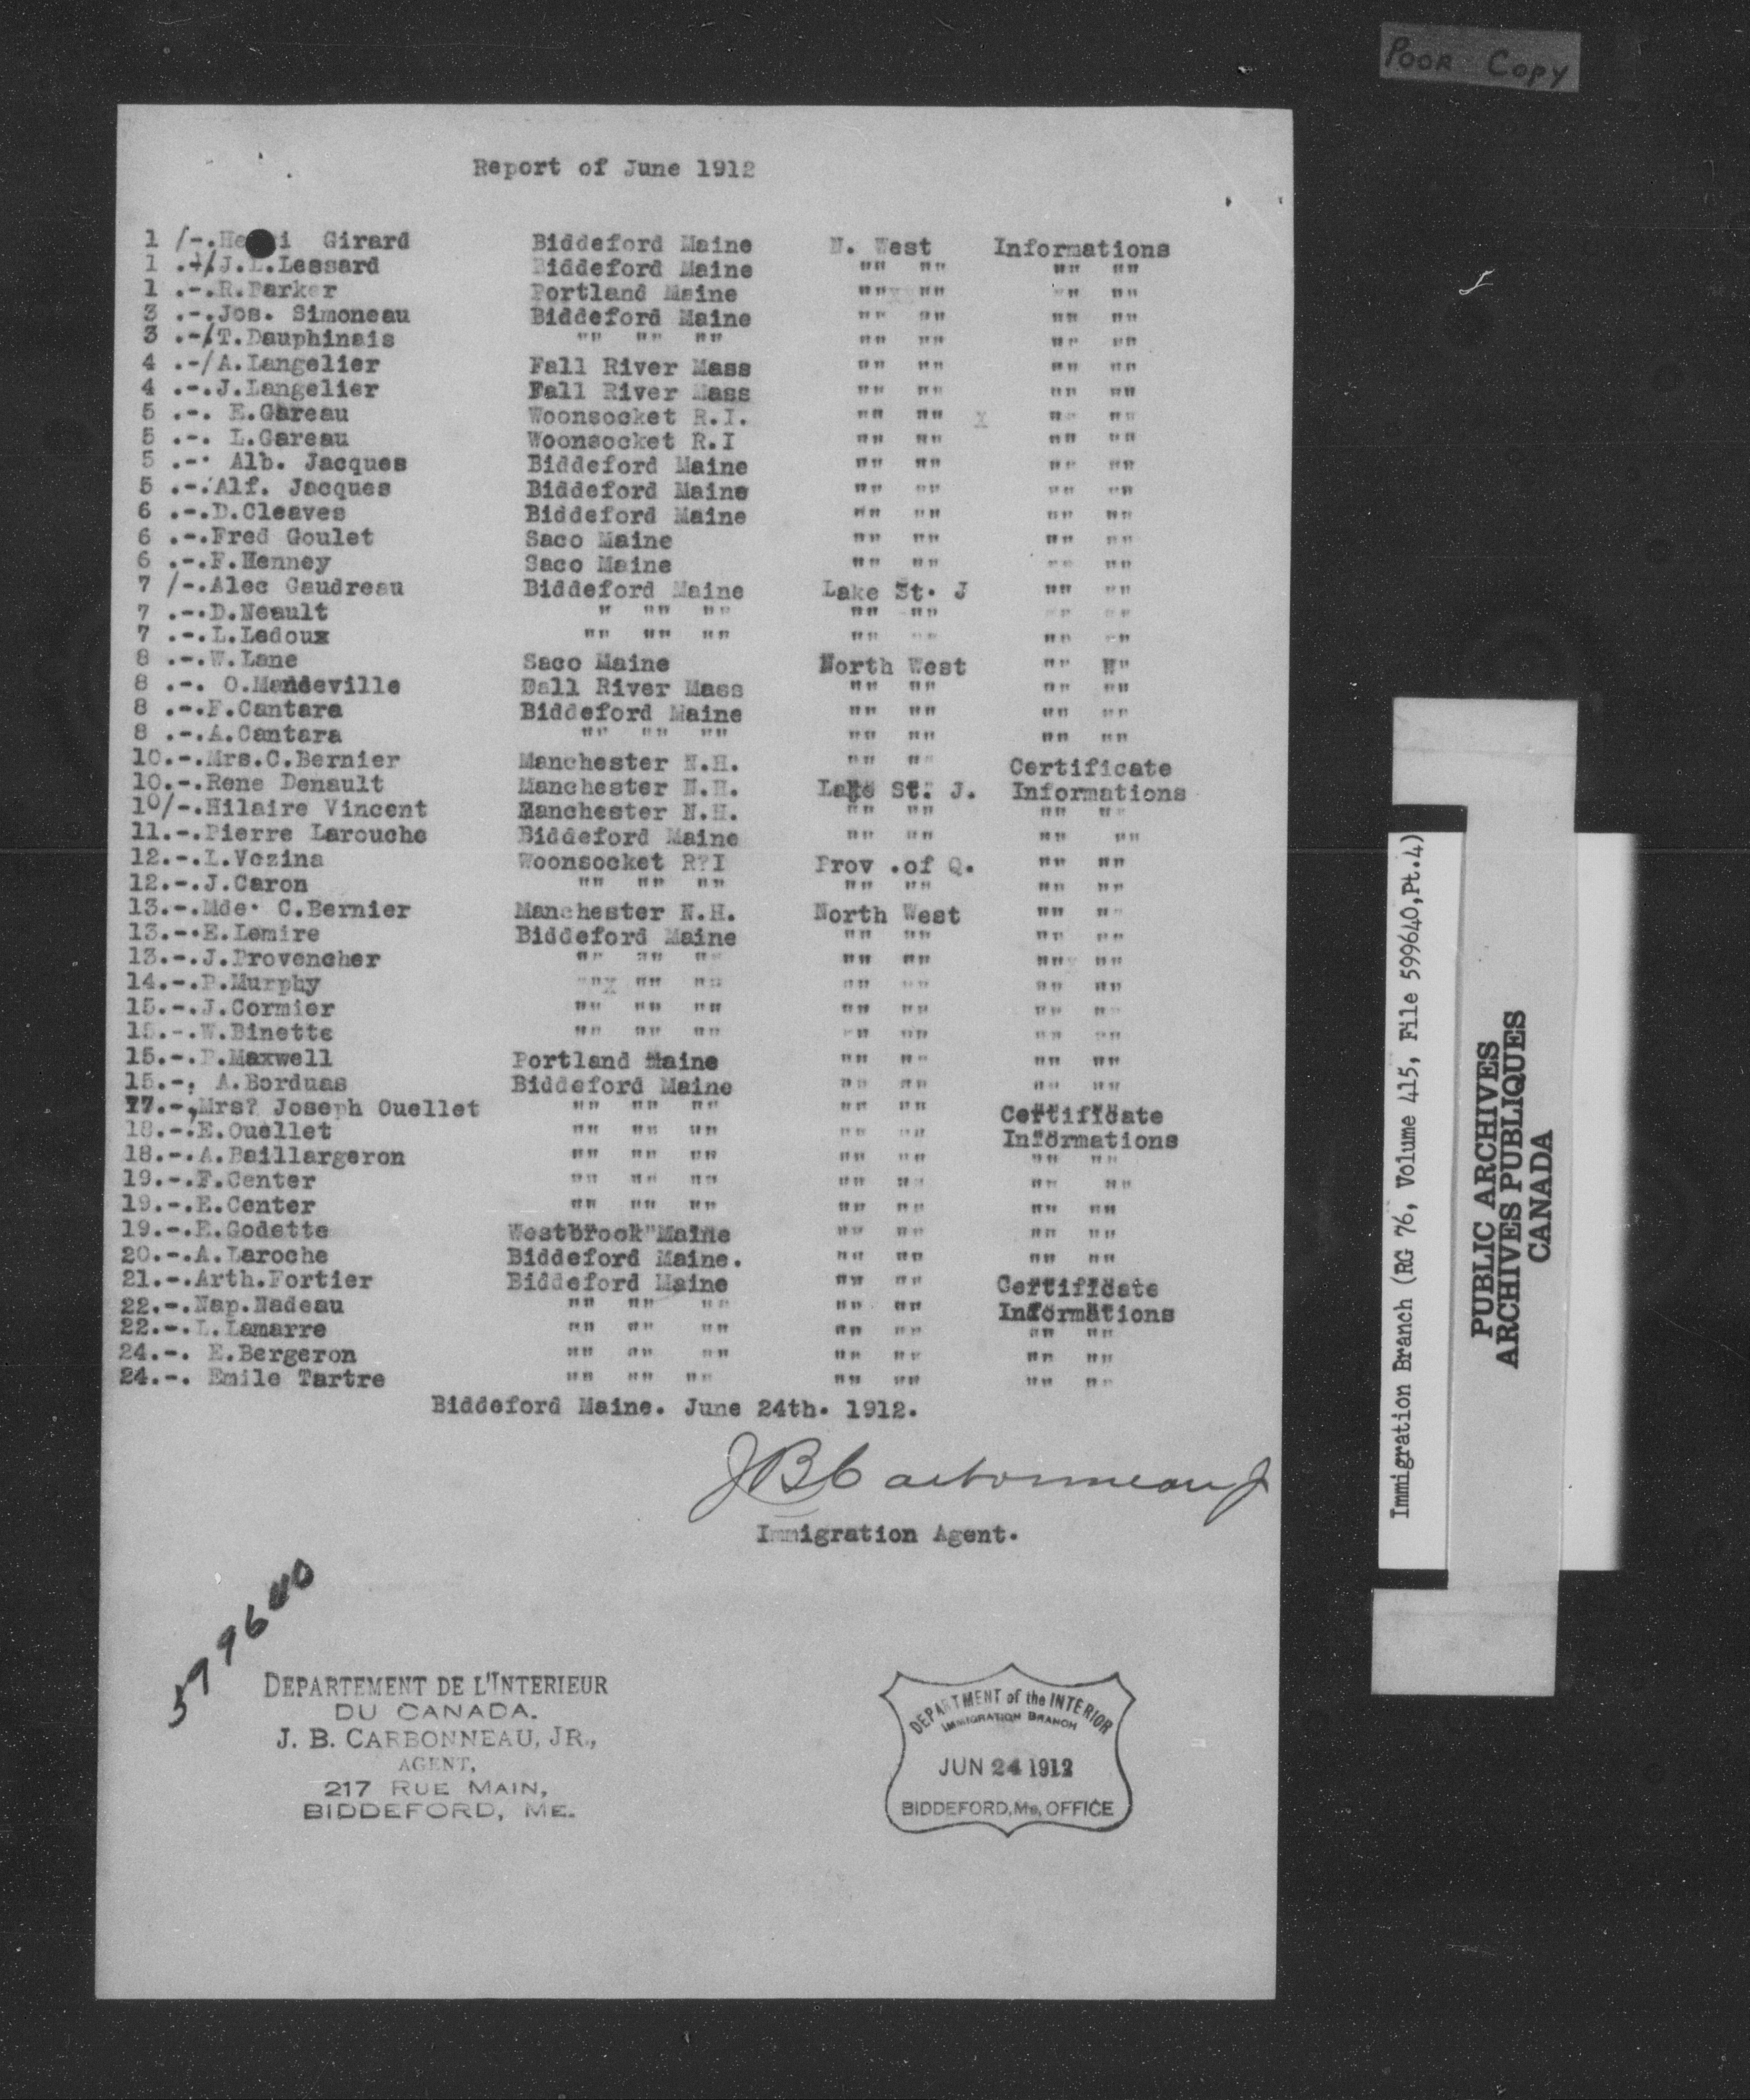 POOR COPY
Report of June 1912
1 /-.He i Girard Biddeford Maine N. West Informations
1 .-/J.L.Lessard Biddeford Maine "" "" "" ""
1 .-.R.Parker Portland Maine "" "" "" ""
3 .-.Jos. Simoneau Biddeford Maine "" "" "" ""
3 .-/T.Dauphinais "" "" "" "" "" "" ""
4 .-/A.Langelier Fall River Mass "" "" "" ""
4 .-.J.Langelier Fall River Mass "" "" "" ""
5 .-. E.Gareau Woonsocket R.I. "" "" x "" ""
5 .-. L.Gareau Woonsocket R.I "" "" "" ""
5 .-. Alb. Jacques Biddeford Maine "" "" "" ""
5 .-.Alf. Jacques Biddeford Maine "" "" "" ""
6 .-.D.Cleaves Biddeford Maine "" "" "" ""
6 .-.Fred Goulet Saco Maine "" "" "" ""
6 .-.F.Henney Saco Maine "" "" "" ""
7 /-.Alec Gaudreau Biddeford Maine Lake St. J "" ""
7 .-.D.Neault " "" "" "" "" "" ""
7 .-.L.Ledoux "" "" "" "" "" "" ""
8 .-.W.Lane Saco Maine North West "" ""
8 .-. O.Mandeville Dall River Mass "" "" "" ""
8 .-.F.Cantara Biddeford Maine "" "" "" ""
8 .-.A.Cantara "" "" "" "" "" "" ""
10.-.Mrs.C.Bernier Manchester N.H. "" "" Certificate
10.-.Rene Denault Manchester N.H. Lake St. J. Informations
10/-.Hilaire Vincent Manchester N.H. "" "" "" ""
11.-.Pierre Larouche Biddeford Maine "" "" "" ""
12.-.L.Vezina Woonsocket R?I Prov .of Q. "" ""
12.-.J.Caron "" "" "" "" "" "" ""
13.-.Mde. C.Bernier Manchester N.H. North West "" ""
13.-.E.Lemire Biddeford Maine "" "" "" ""
13.-.J.Provencher "" "" "" "" "" "" ""
14.-.P.Murphy "" "" "" "" "" "" ""
15.-.J.Cormier "" "" "" "" "" "" ""
15.-.W.Binette "" "" "" "" "" "" ""
15.-.P.Maxwell Portland Maine "" "" "" ""
15.-. A.Borduas Biddeford Maine "" "" "" ""
17.-,Mrs? Joseph Ouellet "" "" "" "" "" Certificate
18.-.E.Ouellet "" "" "" "" "" Informations
18.-.A.Baillargeron "" "" "" "" "" "" ""
19.-.F.Center "" "" "" "" "" "" ""
19.-.E.Center "" "" "" "" "" "" ""
19.-.E.Godette Westbrook Maine "" "" "" ""
20.-.A.Laroche Biddeford Maine. "" "" "" ""
21.-.Arth.Fortier Biddeford Maine "" "" Certificate
22.-.Nap.Nadeau "" "" "" "" "" Informations
22.-.L.Lamarre "" "" "" "" "" "" ""
24.-. E.Bergeron "" "" "" "" "" "" ""
24.-. Emile Tartre "" "" "" "" "" "" ""
Biddeford Maine. June 24th. 1912.
JBCarbonneau Jr
Immigration Agent.
599640
DEPARTEMENT DE L'INTERIEUR
DU CANADA.
J. B. CARBONNEAU, JR.,
AGENT,
217 RUE MAIN,
BIDDEFORD, ME.
DEPARTMENT of the INTERIOR
IMMIGRATION BRANCH
JUN 24 1912
BIDDEFORD, Me, OFFICE
Immigration Branch (RG 76, Volume 415, File 599640,Pt.4)
PUBLIC ARCHIVES
ARCHIVES PUBLIQUES
CANADA